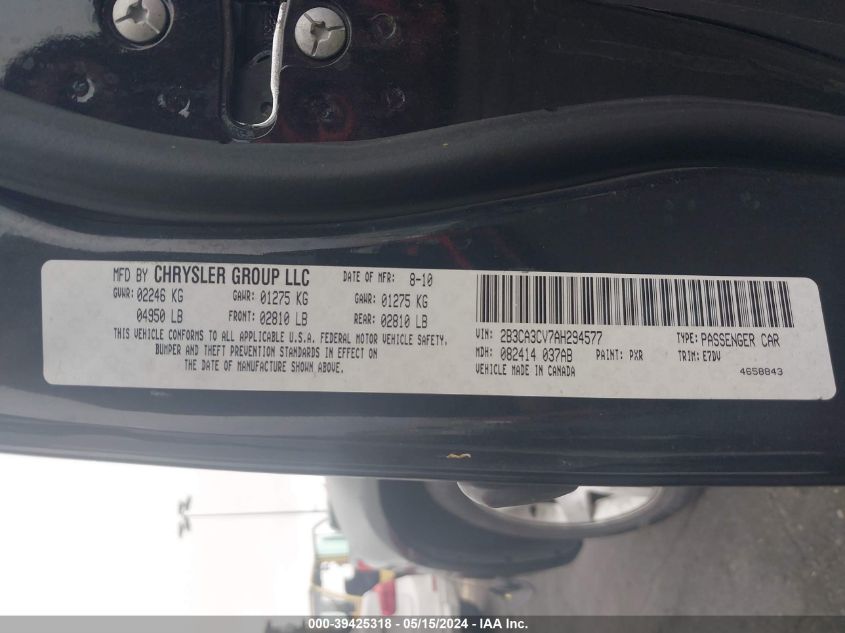 MFD BY CHRYSLER GROUP LLC DATE OF MFR: 8-10
GVWR: 02246 KG GAWR: 01275 KG GAWR: 01275 KG
04950 LB FRONT: 02810 LB REAR: 02810 LB
THIS VEHICLE CONFORMS TO ALL APPLICABLE U.S.A. FEDERAL MOTOR VEHICLE SAFETY,
BUMPER AND THEFT PREVENTION STANDARDS IN EFFECT ON
THE DATE OF MANUFACTURE SHOWN ABOVE.
VIN: 2B3CA3CV7AH294577 TYPE: PASSENGER CAR
MDH: 082414 037AB PAINT: PXR TRIM: E7DV
VEHICLE MADE IN CANADA 4658843
000-39425318 - 05/15/2024 - IAA Inc.